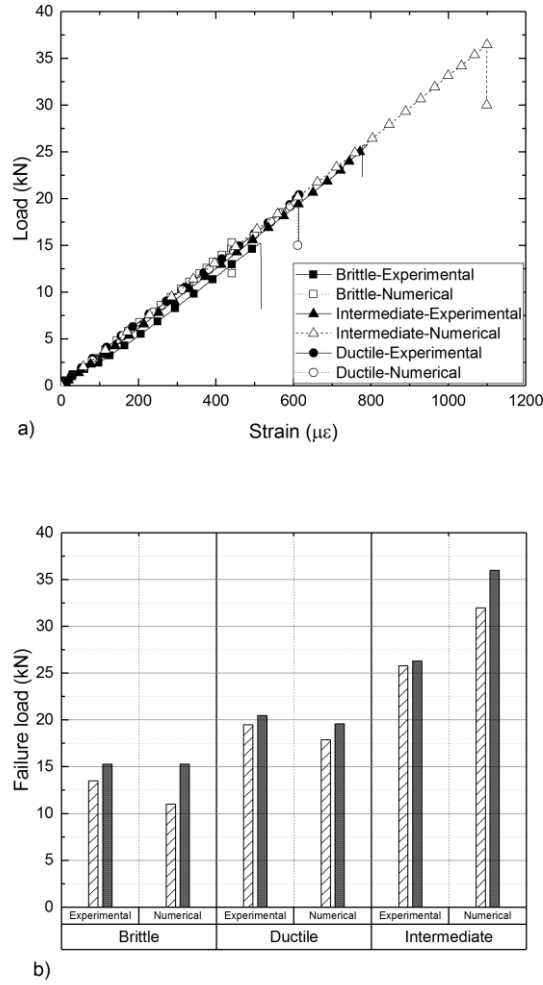 40
35
30
25
20
15
10
5
0
Load (kN)
Brittle-Experimental
Brittle-Numerical
Intermediate-Experimental
Intermediate-Numerical
Ductile-Experimental
Ductile-Numerical
0 200 400 600 800 1000 1200
a) Strain (με)
40
35
30
25
20
15
10
5
0
Failure load (kN)
Experimental Numerical Experimental Numerical Experimental Numerical
Brittle Ductile Intermediate
b)